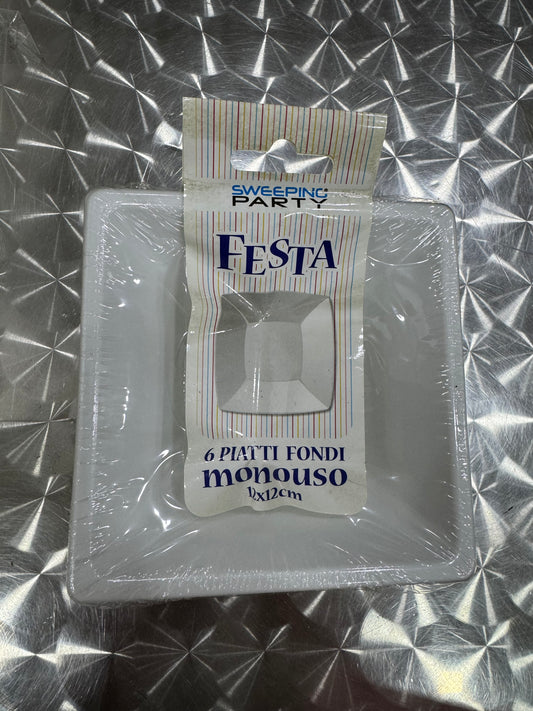 SWEEPING
PARTY
FESTA
6 PIATTI FONDI
monouso
12x12cm